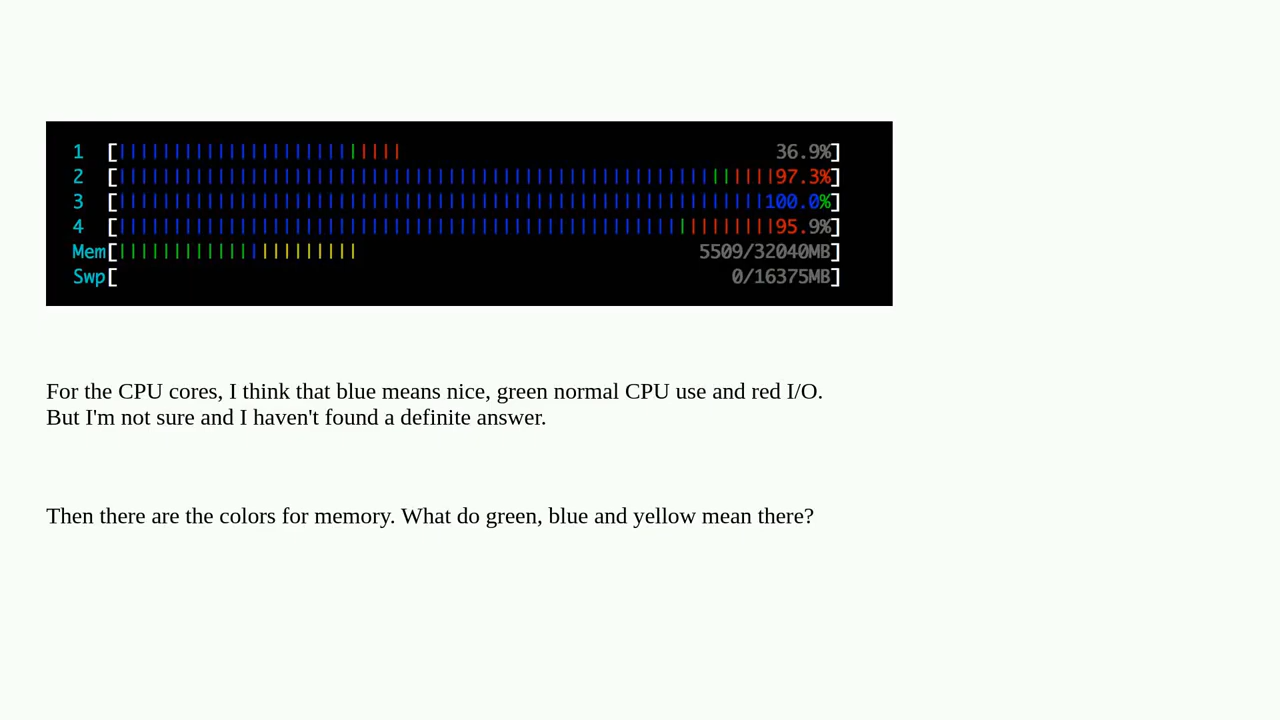 1 [||||||||||||||||||||||||||| 36.9%]
2 [||||||||||||||||||||||||||||||||||||||||||||||||||||||||||||||97.3%]
3 [|||||||||||||||||||||||||||||||||||||||||||||||||||||||||||||100.0%]
4 [||||||||||||||||||||||||||||||||||||||||||||||||||||||||||||||95.9%]
Mem[||||||||||||||||||||||| 5509/32040MB]
Swp[ 0/16375MB]
For the CPU cores, I think that blue means nice, green normal CPU use and red I/O.
But I'm not sure and I haven't found a definite answer.
Then there are the colors for memory. What do green, blue and yellow mean there?